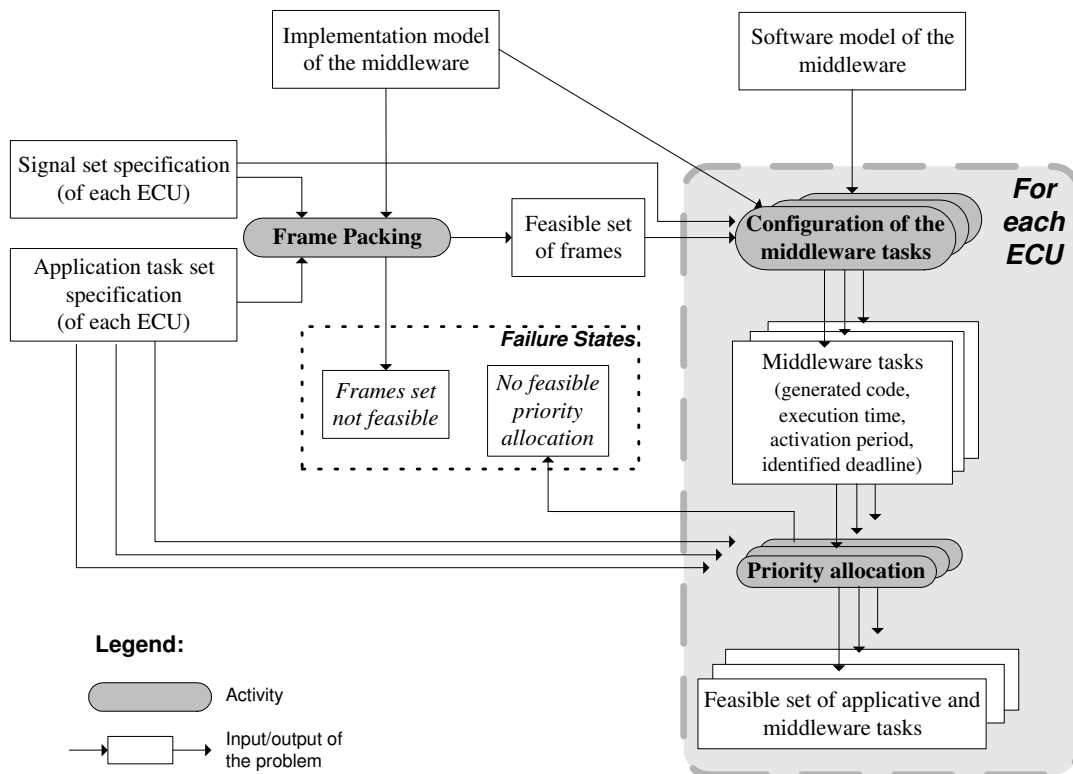 Implementation model
of the middleware
Software model of the
middleware
Signal set specification
(of each ECU)
For
each
ECU
Frame Packing
Feasible set
of frames
Configuration of the
middleware tasks
Application task set
specification
(of each ECU)
Failure States
Frames set
not feasible
No feasible
priority
allocation
Middleware tasks
(generated code,
execution time,
activation period,
identified deadline)
Priority allocation
Legend:
Activity
Input/output of
the problem
Feasible set of applicative and
middleware tasks